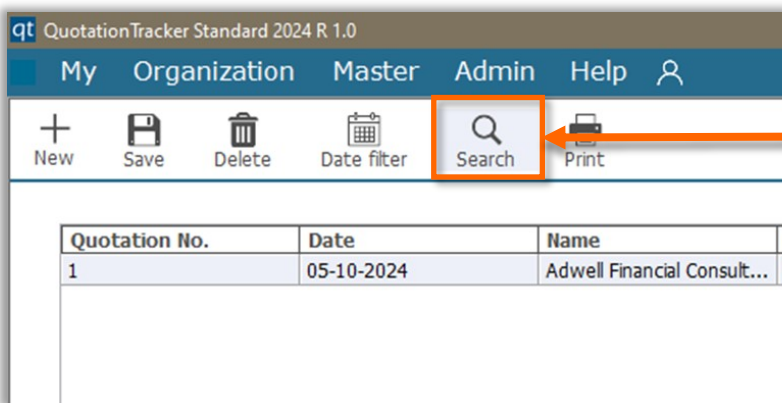 qt QuotationTracker Standard 2024 R 1.0
My Organization Master Admin Help
New Save Delete Date filter Search Print
Quotation No. Date Name
1 05-10-2024 Adwell Financial Consult...